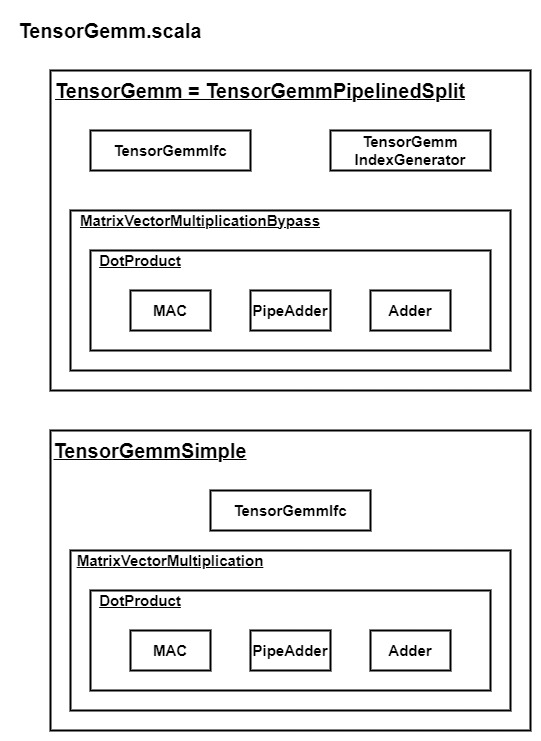 TensorGemm.scala
TensorGemm = TensorGemmPipelinedSplit
TensorGemmIfc
TensorGemm
IndexGenerator
MatrixVectorMultiplicationBypass
DotProduct
MAC
PipeAdder
Adder
TensorGemmSimple
TensorGemmIfc
MatrixVectorMultiplication
DotProduct
MAC
PipeAdder
Adder